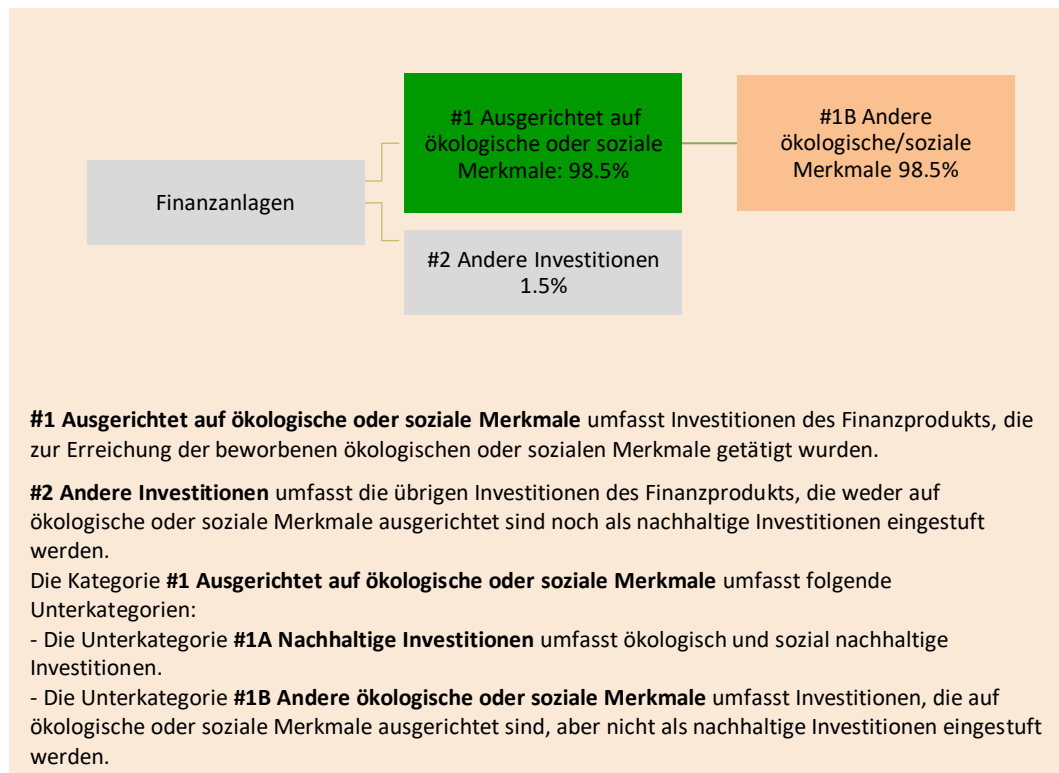 #1 Ausgerichtet auf
ökologische oder soziale
Merkmale: 98.5%
#1B Andere
ökologische/soziale
Merkmale 98.5%
Finanzanlagen
#2 Andere Investitionen
1.5%
#1 Ausgerichtet auf ökologische oder soziale Merkmale umfasst Investitionen des Finanzprodukts, die
zur Erreichung der beworbenen ökologischen oder sozialen Merkmale getätigt wurden.
#2 Andere Investitionen umfasst die übrigen Investitionen des Finanzprodukts, die weder auf
ökologische oder soziale Merkmale ausgerichtet sind noch als nachhaltige Investitionen eingestuft
werden.
Die Kategorie #1 Ausgerichtet auf ökologische oder soziale Merkmale umfasst folgende
Unterkategorien:
- Die Unterkategorie #1A Nachhaltige Investitionen umfasst ökologisch und sozial nachhaltige
Investitionen.
- Die Unterkategorie #1B Andere ökologische oder soziale Merkmale umfasst Investitionen, die auf
ökologische oder soziale Merkmale ausgerichtet sind, aber nicht als nachhaltige Investitionen eingestuft
werden.